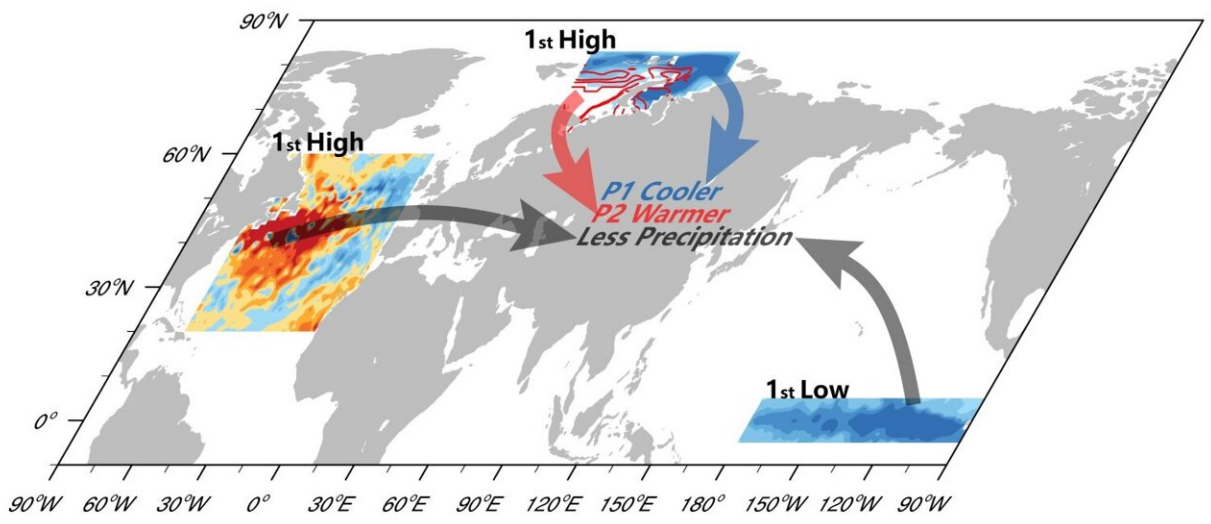 90°N
1st High
1st High
60°N
P1 Cooler
P2 Warmer
Less Precipitation
30°N
1st Low
0°
90°W 60°W 30°W 0° 30°E 60°E 90°E 120°E 150°E 180° 150°W 120°W 90°W